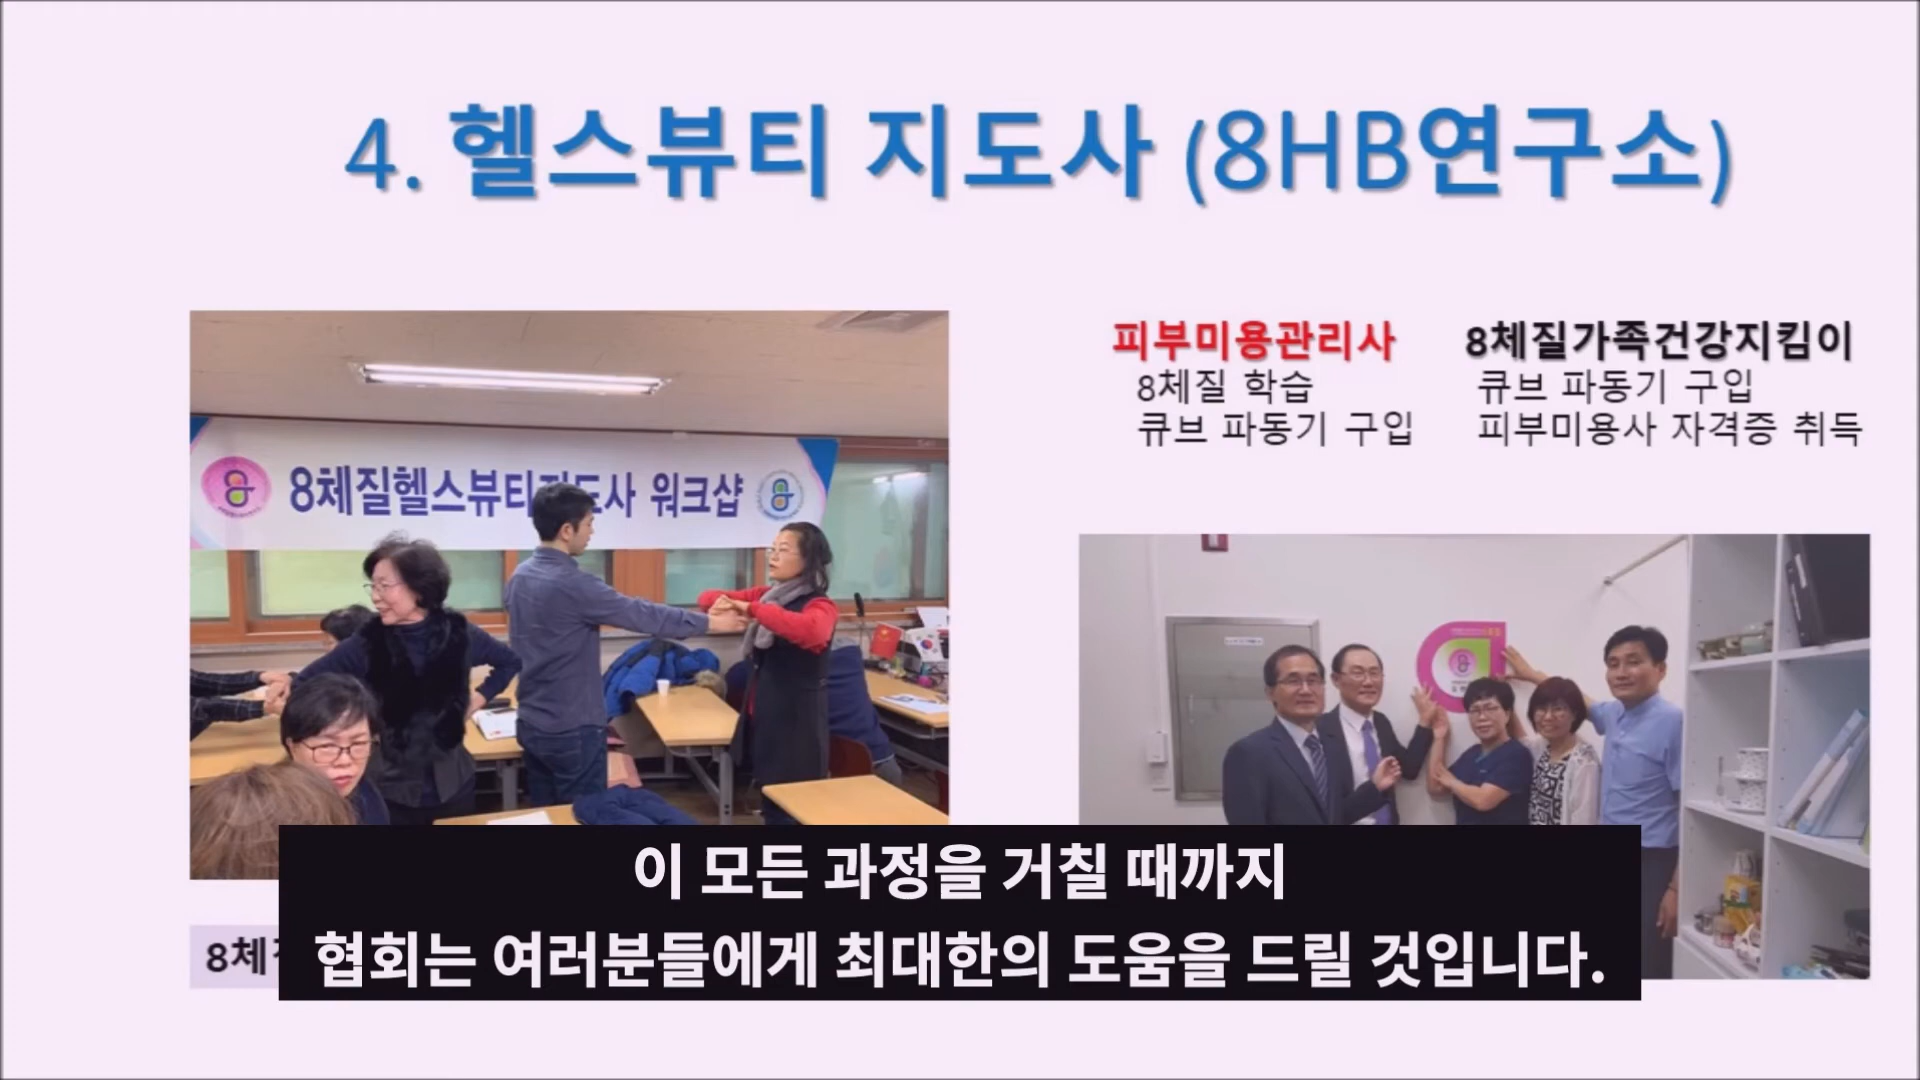 4. 헬스뷰티 지도사 (8HB연구소)
피부미용관리사
8체질 학습
큐브 파동기 구입
8체질가족건강지킴이
큐브 파동기 구입
피부미용사 자격증 취득
8체질헬스뷰티지도사 워크샵
8체
이 모든 과정을 거칠 때까지
협회는 여러분들에게 최대한의 도움을 드릴 것입니다.